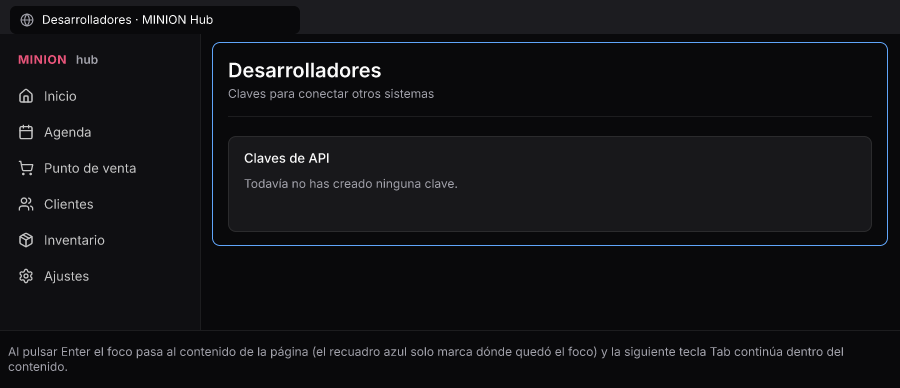 Desarrolladores · MINION Hub
MINION hub
Inicio
Agenda
Punto de venta
Clientes
Inventario
Ajustes
Desarrolladores
Claves para conectar otros sistemas
Claves de API
Todavía no has creado ninguna clave.
Al pulsar Enter el foco pasa al contenido de la página (el recuadro azul solo marca dónde quedó el foco) y la siguiente tecla Tab continúa dentro del
contenido.